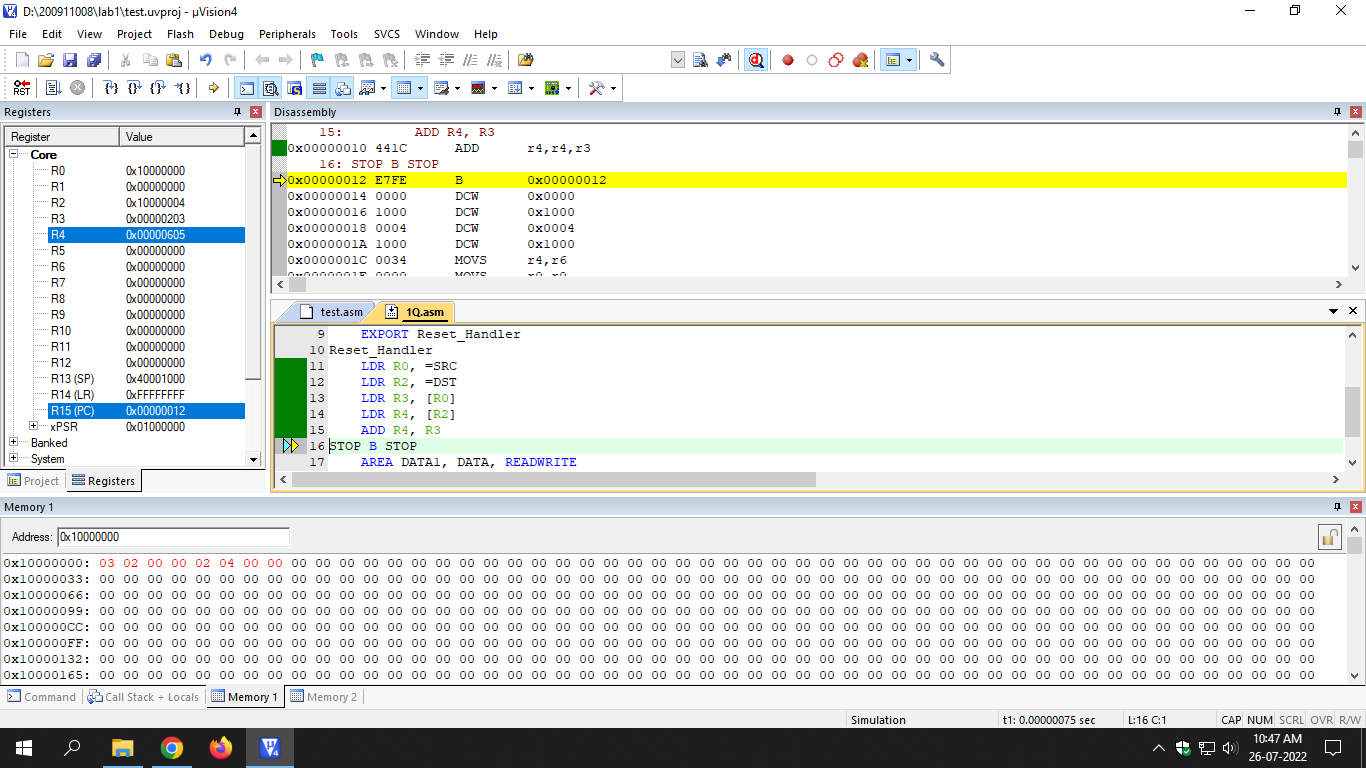 D:\200911008\lab1\test.uvproj - µVision4
File Edit View Project Flash Debug Peripherals Tools SVCS Window Help
RST
Registers
Register Value
Core
R0 0x10000000
R1 0x00000000
R2 0x10000004
R3 0x00000203
R4 0x00000605
R5 0x00000000
R6 0x00000000
R7 0x00000000
R8 0x00000000
R9 0x00000000
R10 0x00000000
R11 0x00000000
R12 0x00000000
R13 (SP) 0x40001000
R14 (LR) 0xFFFFFFFF
R15 (PC) 0x00000012
xPSR 0x01000000
Banked
System
Project Registers
Disassembly
15: ADD R4, R3
0x00000010 441C ADD r4,r4,r3
16: STOP B STOP
0x00000012 E7FE B 0x00000012
0x00000014 0000 DCW 0x0000
0x00000016 1000 DCW 0x1000
0x00000018 0004 DCW 0x0004
0x0000001A 1000 DCW 0x1000
0x0000001C 0034 MOVS r4,r6
0x0000001E 0000 MOVS r0,r0
test.asm 1Q.asm
9 EXPORT Reset_Handler
10 Reset_Handler
11 LDR R0, =SRC
12 LDR R2, =DST
13 LDR R3, [R0]
14 LDR R4, [R2]
15 ADD R4, R3
16 STOP B STOP
17 AREA DATA1, DATA, READWRITE
Memory 1
Address: 0x10000000
0x10000000: 03 02 00 00 02 04 00 00 00 00 00 00 00 00 00 00 00 00 00 00 00 00 00 00 00 00 00 00 00 00 00 00 00 00 00 00 00 00 00 00 00 00 00 00 00 00 00 00 00 00 00
0x10000033: 00 00 00 00 00 00 00 00 00 00 00 00 00 00 00 00 00 00 00 00 00 00 00 00 00 00 00 00 00 00 00 00 00 00 00 00 00 00 00 00 00 00 00 00 00 00 00 00 00 00 00
0x10000066: 00 00 00 00 00 00 00 00 00 00 00 00 00 00 00 00 00 00 00 00 00 00 00 00 00 00 00 00 00 00 00 00 00 00 00 00 00 00 00 00 00 00 00 00 00 00 00 00 00 00 00
0x10000099: 00 00 00 00 00 00 00 00 00 00 00 00 00 00 00 00 00 00 00 00 00 00 00 00 00 00 00 00 00 00 00 00 00 00 00 00 00 00 00 00 00 00 00 00 00 00 00 00 00 00 00
0x100000CC: 00 00 00 00 00 00 00 00 00 00 00 00 00 00 00 00 00 00 00 00 00 00 00 00 00 00 00 00 00 00 00 00 00 00 00 00 00 00 00 00 00 00 00 00 00 00 00 00 00 00 00
0x100000FF: 00 00 00 00 00 00 00 00 00 00 00 00 00 00 00 00 00 00 00 00 00 00 00 00 00 00 00 00 00 00 00 00 00 00 00 00 00 00 00 00 00 00 00 00 00 00 00 00 00 00 00
0x10000132: 00 00 00 00 00 00 00 00 00 00 00 00 00 00 00 00 00 00 00 00 00 00 00 00 00 00 00 00 00 00 00 00 00 00 00 00 00 00 00 00 00 00 00 00 00 00 00 00 00 00 00
0x10000165: 00 00 00 00 00 00 00 00 00 00 00 00 00 00 00 00 00 00 00 00 00 00 00 00 00 00 00 00 00 00 00 00 00 00 00 00 00 00 00 00 00 00 00 00 00 00 00 00 00 00 00
Command Call Stack + Locals Memory 1 Memory 2
Simulation t1: 0.00000075 sec L:16 C:1 CAP NUM SCRL OVR R/W
10:47 AM
26-07-2022